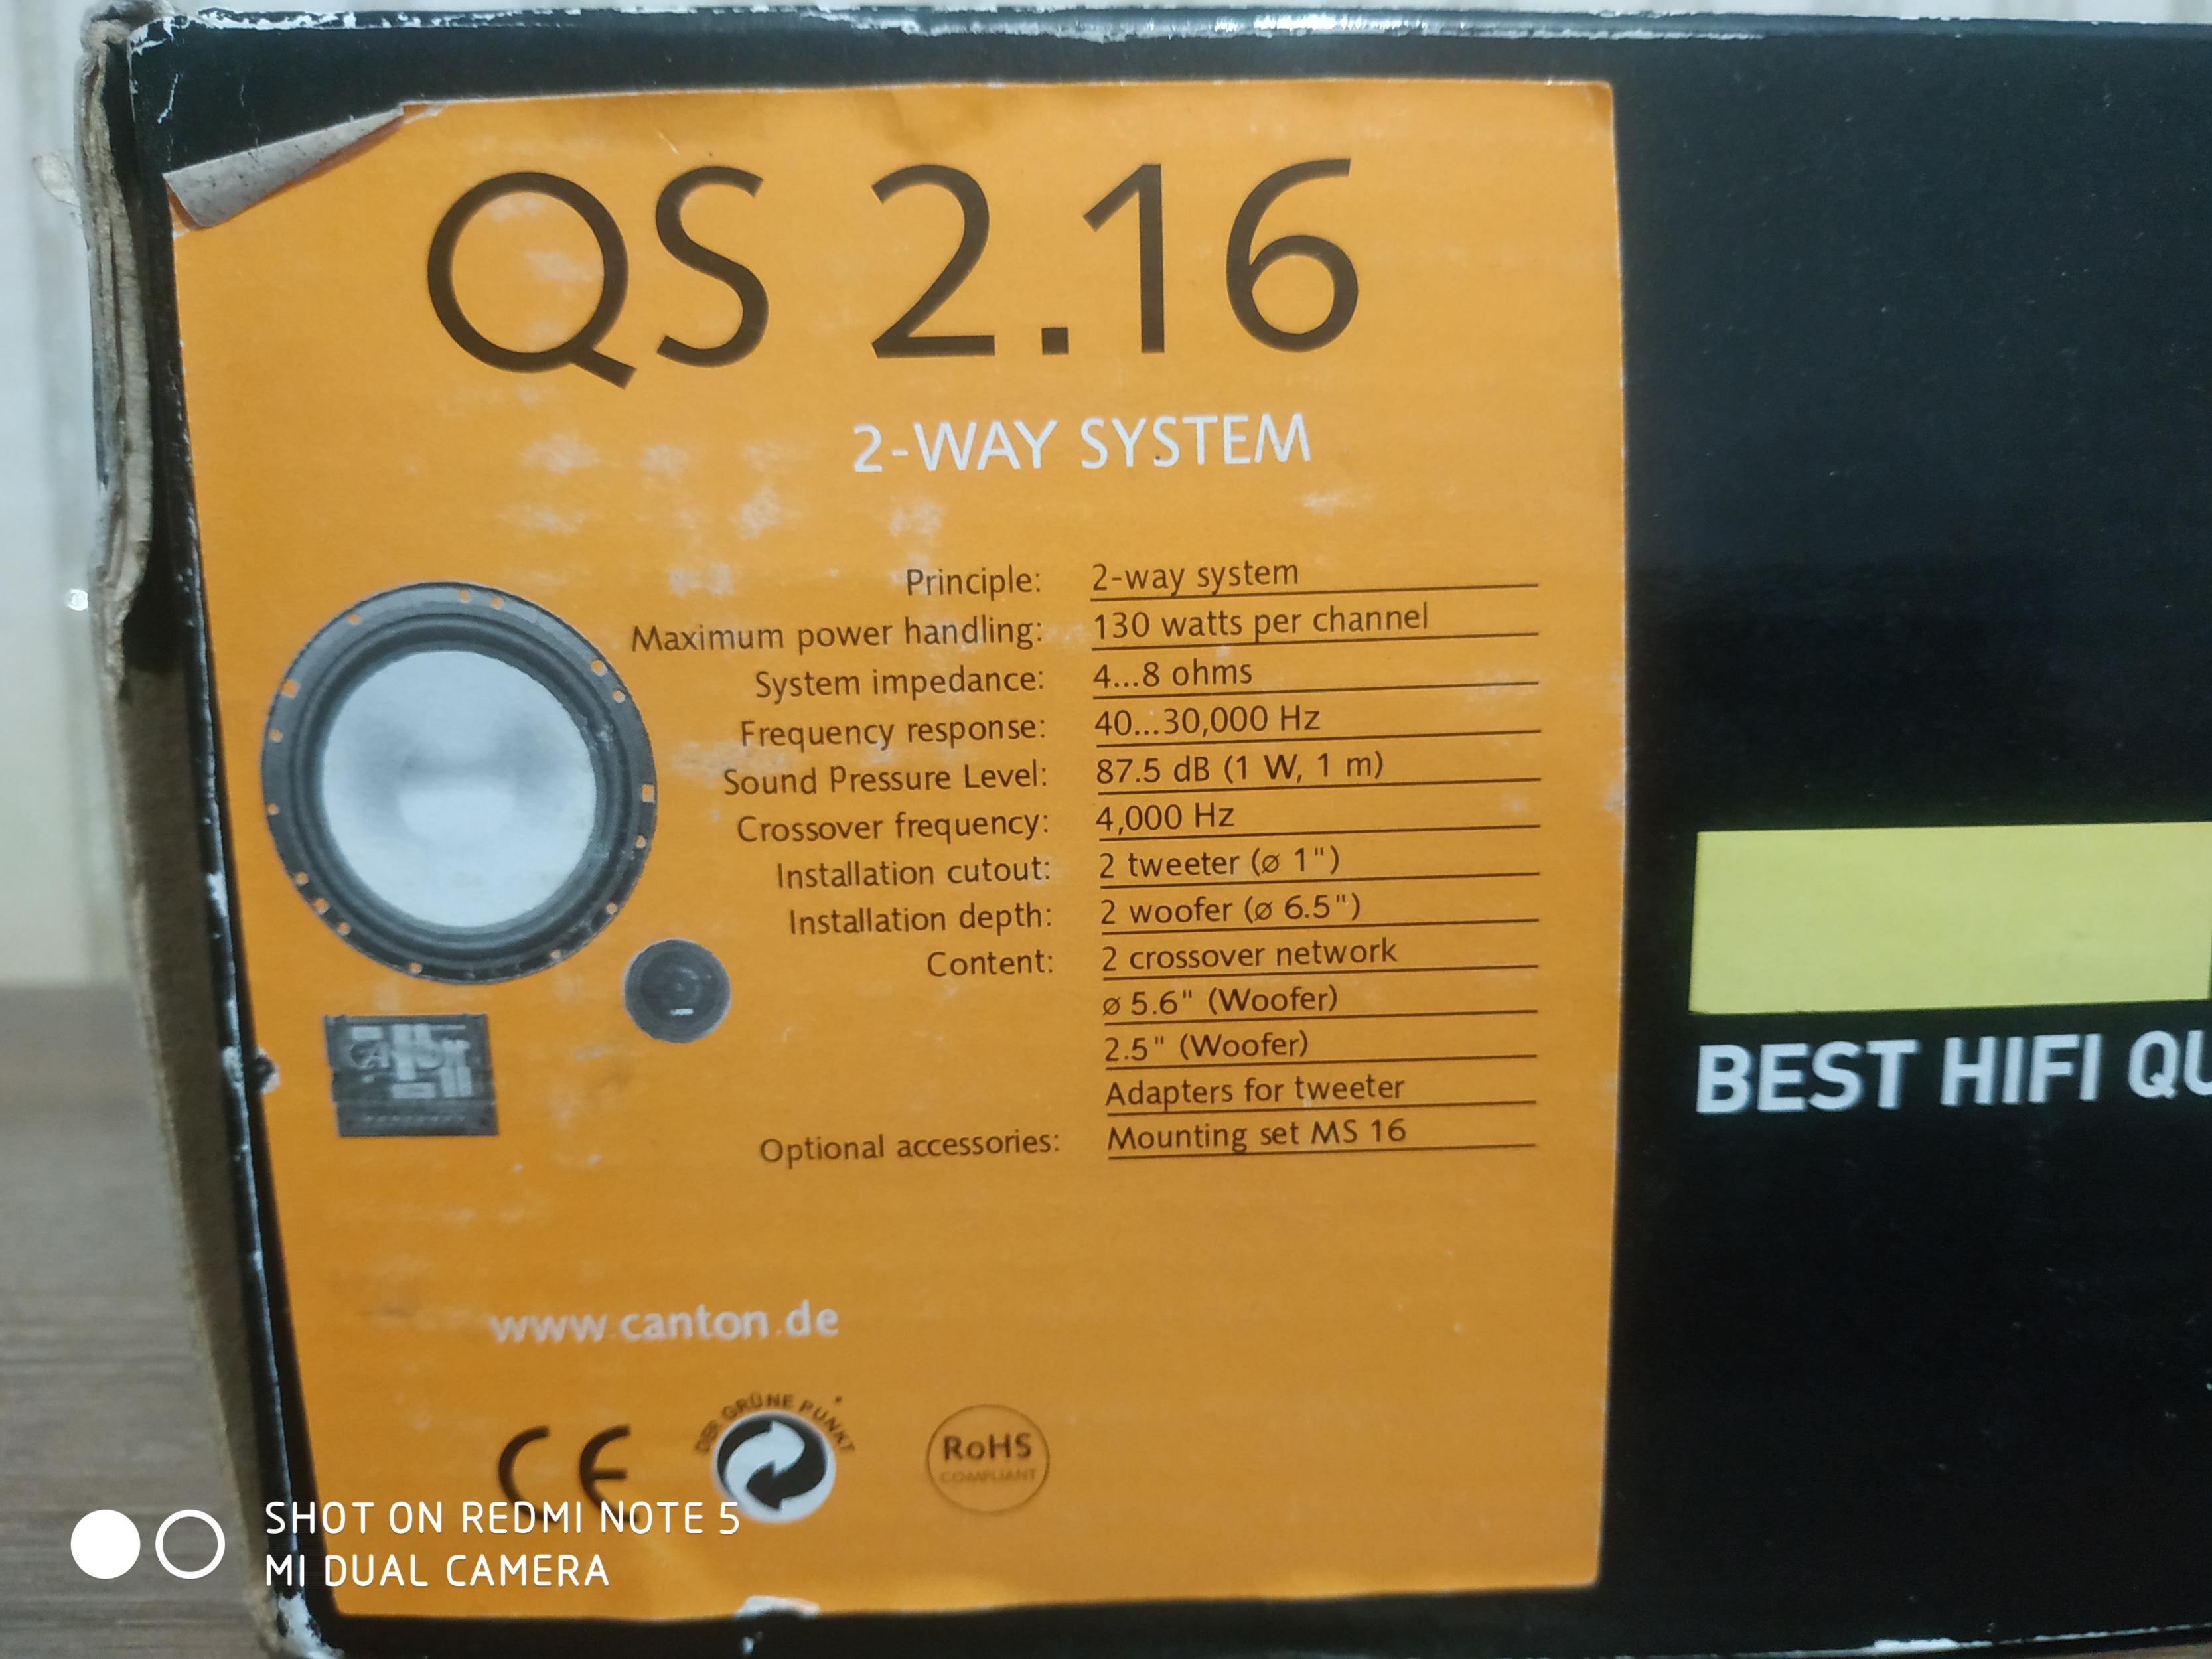 QS 2.16
2-WAY SYSTEM
Principle: 2-way system
Maximum power handling: 130 watts per channel
System impedance: 4...8 ohms
Frequency response: 40...30,000 Hz
Sound Pressure Level: 87.5 dB (1 W, 1 m)
Crossover frequency: 4,000 Hz
Installation cutout: 2 tweeter (ø 1")
Installation depth: 2 woofer (ø 6.5")
Content: 2 crossover network
ø 5.6" (Woofer)
2.5" (Woofer)
Adapters for tweeter
Optional accessories: Mounting set MS 16
BEST HIFI QU
www.canton.de
CE
DER GRÜNE PUNKT
RoHS
COMPLIANT
SHOT ON REDMI NOTE 5
MI DUAL CAMERA